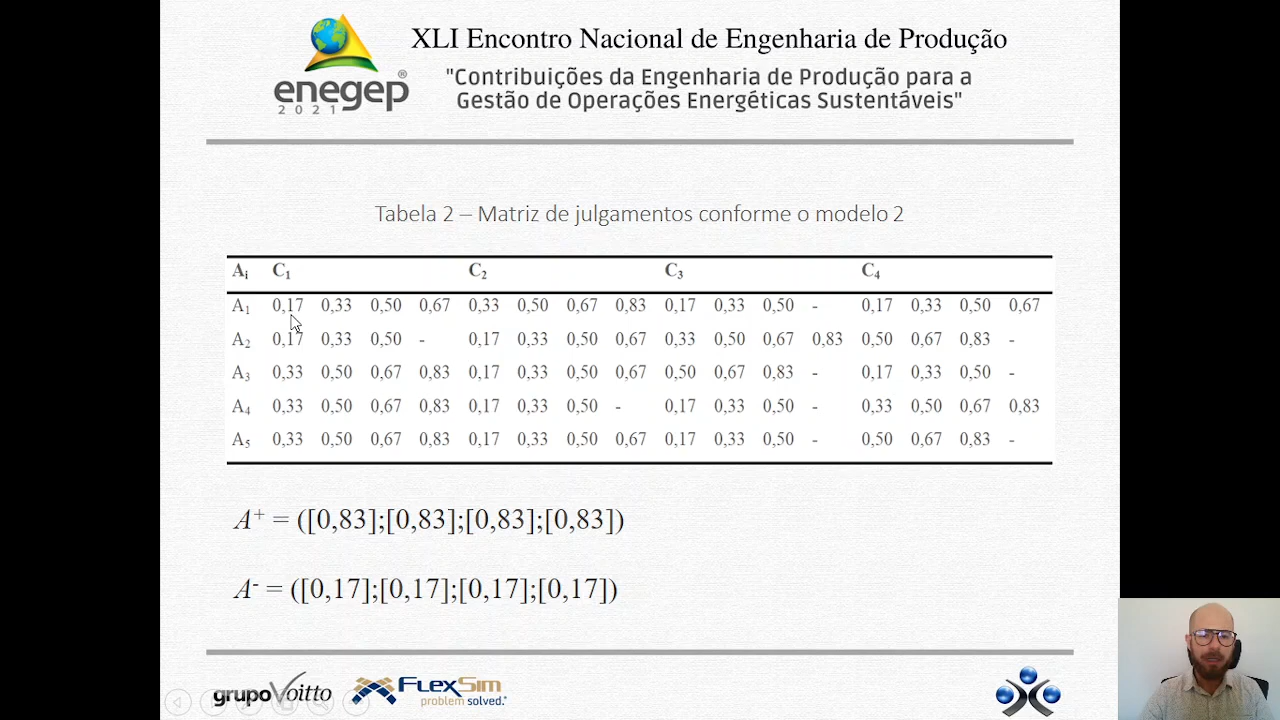 XLI Encontro Nacional de Engenharia de Produção
"Contribuições da Engenharia de Produção para a
Gestão de Operações Energéticas Sustentáveis"
enegep®
2021
Tabela 2 – Matriz de julgamentos conforme o modelo 2
Ai C1 C2 C3 C4
A1 0,17 0,33 0,50 0,67 0,33 0,50 0,67 0,83 0,17 0,33 0,50 - 0,17 0,33 0,50 0,67
A2 0,17 0,33 0,50 - 0,17 0,33 0,50 0,67 0,33 0,50 0,67 0,83 0,50 0,67 0,83 -
A3 0,33 0,50 0,67 0,83 0,17 0,33 0,50 0,67 0,50 0,67 0,83 - 0,17 0,33 0,50 -
A4 0,33 0,50 0,67 0,83 0,17 0,33 0,50 - 0,17 0,33 0,50 - 0,33 0,50 0,67 0,83
A5 0,33 0,50 0,67 0,83 0,17 0,33 0,50 0,67 0,17 0,33 0,50 - 0,50 0,67 0,83 -
A+ = ([0,83];[0,83];[0,83];[0,83])
A- = ([0,17];[0,17];[0,17];[0,17])
grupoVoitto
FlexSim
problem solved.®